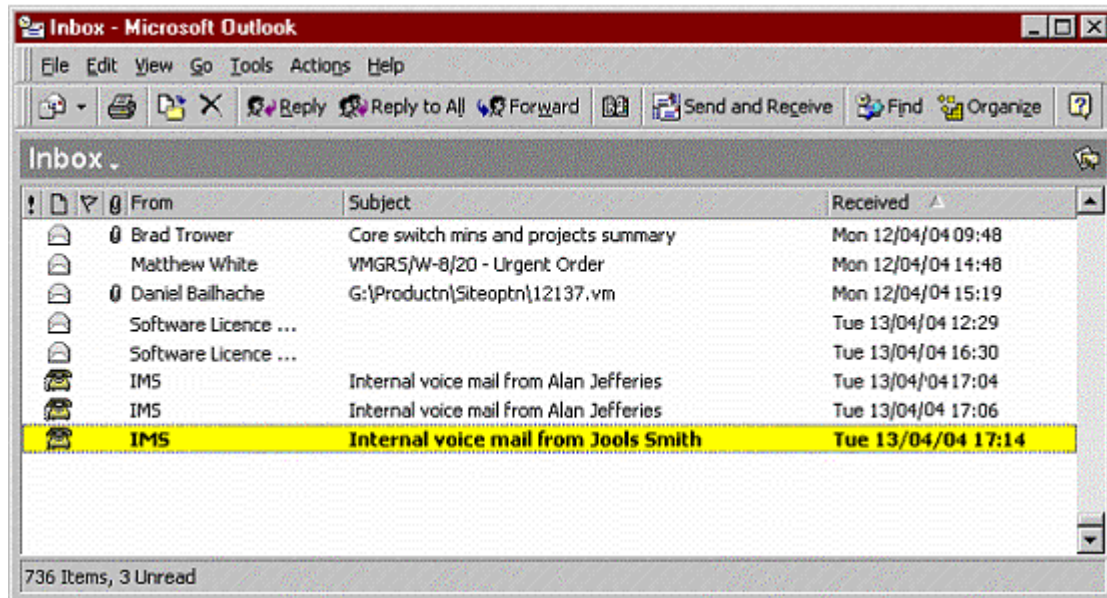 Inbox - Microsoft Outlook
File Edit View Go Tools Actions Help
Reply Reply to All Forward Send and Receive Find Organize
Inbox
! From Subject Received
Brad Trower Core switch mins and projects summary Mon 12/04/04 09:48
Matthew White VMGRS/W-8/20 - Urgent Order Mon 12/04/04 14:48
Daniel Bailhache G:\Productn\Siteoptn\12137.vm Mon 12/04/04 15:19
Software Licence ... Tue 13/04/04 12:29
Software Licence ... Tue 13/04/04 16:30
IMS Internal voice mail from Alan Jefferies Tue 13/04/04 17:04
IMS Internal voice mail from Alan Jefferies Tue 13/04/04 17:06
IMS Internal voice mail from Jools Smith Tue 13/04/04 17:14
736 Items, 3 Unread